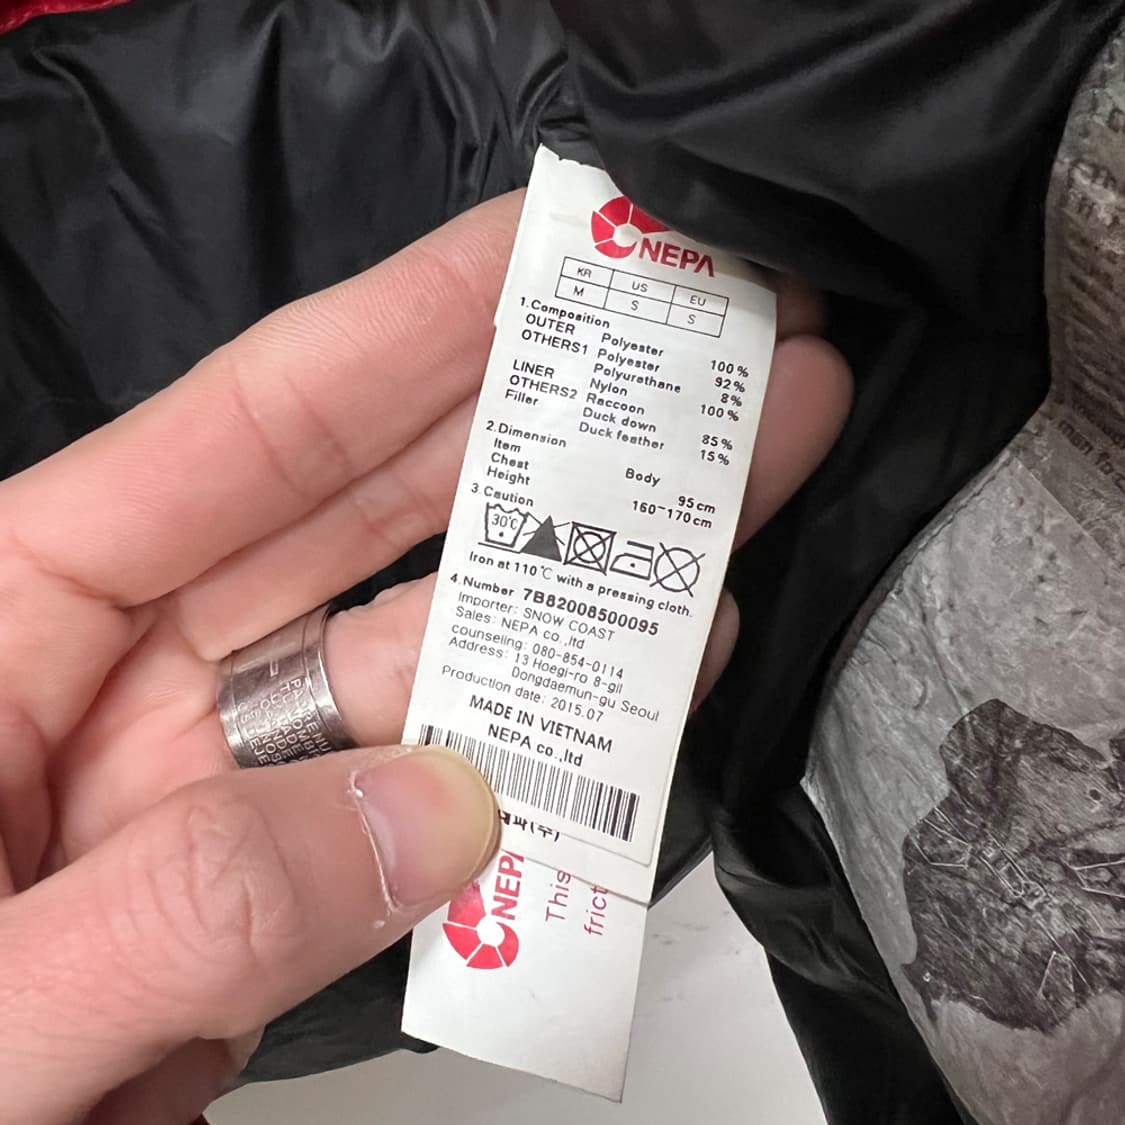 NEPA
KR US EU
M S S
1.Composition
OUTER Polyester 100%
OTHERS1 Polyester 92%
Polyurethane 8%
LINER Nylon 100%
OTHERS2 Raccoon
Filler Duck down 85%
Duck feather 15%
2.Dimension
Item Body
Chest 95cm
Height 160~170cm
3.Caution
30℃
Iron at 110℃ with a pressing cloth.
4.Number 7B82008500095
Importer: SNOW COAST
Sales: NEPA co.,ltd
counseling: 080-854-0114
Address: 13 Hoegi-ro 8-gil
Dongdaemun-gu Seoul
Production date: 2015.07
MADE IN VIETNAM
NEPA co.,ltd
파(주)
NEP
This
frict